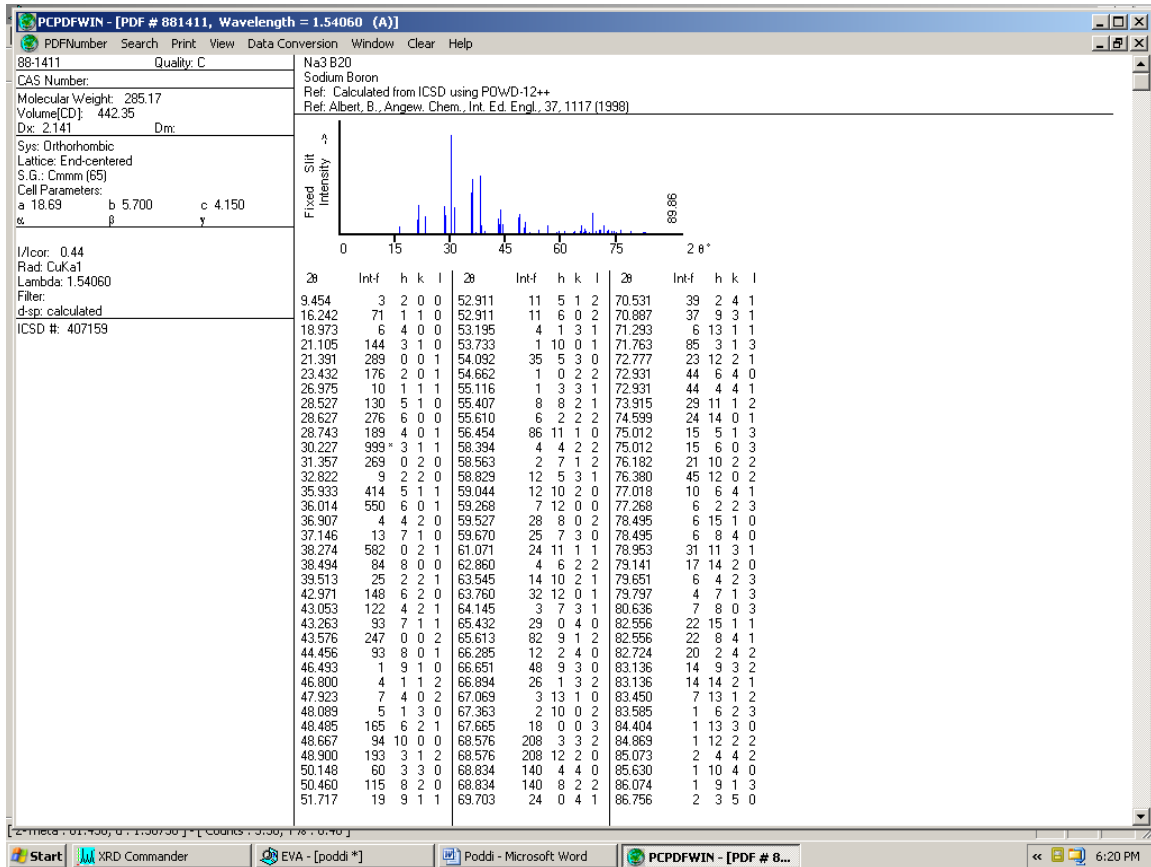 PCPDFWIN - [PDF # 881411, Wavelength = 1.54060 (A)]
PDFNumber Search Print View Data Conversion Window Clear Help
88-1411 Quality: C
CAS Number:
Molecular Weight: 285.17
Volume[CD]: 442.35
Dx: 2.141 Dm:
Sys: Orthorhombic
Lattice: End-centered
S.G.: Cmmm (65)
Cell Parameters:
a 18.69 b 5.700 c 4.150
α β γ
I/Icor: 0.44
Rad: CuKa1
Lambda: 1.54060
Filter:
d-sp: calculated
ICSD #: 407159
Na3 B20
Sodium Boron
Ref: Calculated from ICSD using POWD-12++
Ref: Albert, B., Angew. Chem., Int. Ed. Engl., 37, 1117 (1998)
Fixed Slit
Intensity ->
89.86
0 15 30 45 60 75 2 θ°
2θ Int-f h k l 2θ Int-f h k l 2θ Int-f h k l
9.454 3 2 0 0 52.911 11 5 1 2 70.531 39 2 4 1
16.242 71 1 1 0 52.911 11 6 0 2 70.887 37 9 3 1
18.973 6 4 0 0 53.195 4 1 3 1 71.293 6 13 1 1
21.105 144 3 1 0 53.733 1 10 0 1 71.763 85 3 1 3
21.391 289 0 0 1 54.092 35 5 3 0 72.777 23 12 2 1
23.432 176 2 0 1 54.662 1 0 2 2 72.931 44 6 4 0
26.975 10 1 1 1 55.116 1 3 3 1 72.931 44 4 4 1
28.527 130 5 1 0 55.407 8 8 2 1 73.915 29 11 1 2
28.627 276 6 0 0 55.610 6 2 2 2 74.599 24 14 0 1
28.743 189 4 0 1 56.454 86 11 1 0 75.012 15 5 1 3
30.227 999 * 3 1 1 58.394 4 4 2 2 75.012 15 6 0 3
31.357 269 0 2 0 58.563 2 7 1 2 76.182 21 10 2 2
32.822 9 2 2 0 58.829 12 5 3 1 76.380 45 12 0 2
35.933 414 5 1 1 59.044 12 10 2 0 77.018 10 6 4 1
36.014 550 6 0 1 59.268 7 12 0 0 77.268 6 2 2 3
36.907 4 4 2 0 59.527 28 8 0 2 78.495 6 15 1 0
37.146 13 7 1 0 59.670 25 7 3 0 78.495 6 8 4 0
38.274 582 0 2 1 61.071 24 11 1 1 78.953 31 11 3 1
38.494 84 8 0 0 62.860 4 6 2 2 79.141 17 14 2 0
39.513 25 2 2 1 63.545 14 10 2 1 79.651 6 4 2 3
42.971 148 6 2 0 63.760 32 12 0 1 79.797 4 7 1 3
43.053 122 4 2 1 64.145 3 7 3 1 80.636 7 8 0 3
43.263 93 7 1 1 65.432 29 0 4 0 82.556 22 15 1 1
43.576 247 0 0 2 65.613 82 9 1 2 82.556 22 8 4 1
44.456 93 8 0 1 66.285 12 2 4 0 82.724 20 2 4 2
46.493 1 9 1 0 66.651 48 9 3 0 83.136 14 9 3 2
46.800 4 1 1 2 66.894 26 1 3 2 83.136 14 14 2 1
47.923 7 4 0 2 67.069 3 13 1 0 83.450 7 13 1 2
48.089 5 1 3 0 67.363 2 10 0 2 83.585 1 6 2 3
48.485 165 6 2 1 67.665 18 0 0 3 84.404 1 13 3 0
48.667 94 10 0 0 68.576 208 3 3 2 84.869 1 12 2 2
48.900 193 3 1 2 68.576 208 12 2 0 85.073 2 4 4 2
50.148 60 3 3 0 68.834 140 4 4 0 85.630 1 10 4 0
50.460 115 8 2 0 68.834 140 8 2 2 86.074 1 9 1 3
51.717 19 9 1 1 69.703 24 0 4 1 86.756 2 3 5 0
Start XRD Commander EVA - [poddi *] Poddi - Microsoft Word PCPDFWIN - [PDF # 8... « 6:20 PM